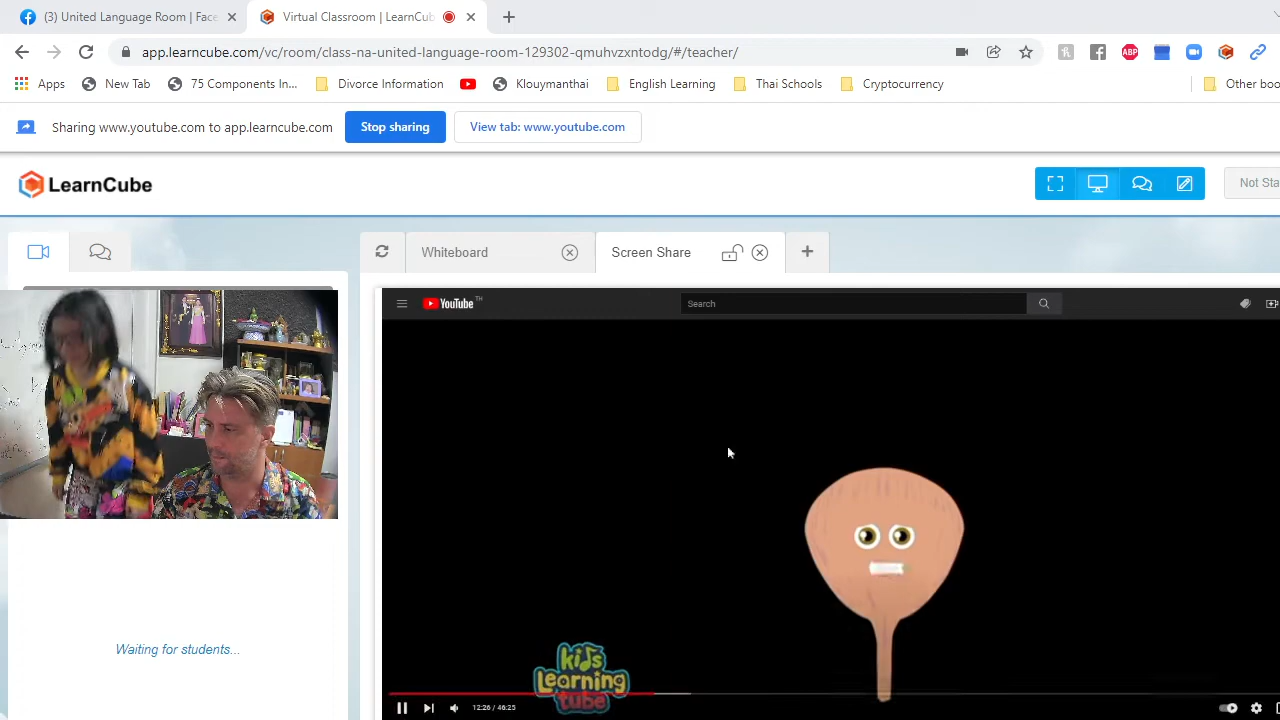 (3) United Language Room | Face
Virtual Classroom | LearnCub
app.learncube.com/vc/room/class-na-united-language-room-129302-qmuhvzxntodg/#/teacher/
ABP
Apps
New Tab
75 Components In...
Divorce Information
Klouymanthai
English Learning
Thai Schools
Cryptocurrency
Other boo
Sharing www.youtube.com to app.learncube.com
Stop sharing
View tab: www.youtube.com
LearnCube
Not Sta
Whiteboard
Screen Share
YouTube TH
Search
Waiting for students...
kids
Learning
tube
12:26 / 46:25